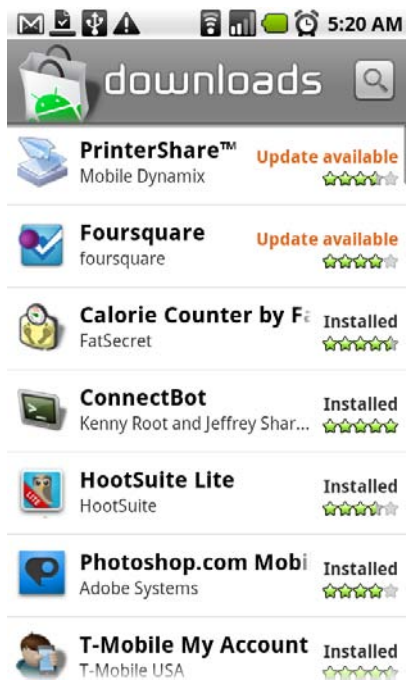 5:20 AM
downloads
PrinterShare™ Update available
Mobile Dynamix
Foursquare Update available
foursquare
Calorie Counter by Installed
FatSecret
ConnectBot Installed
Kenny Root and Jeffrey Shar...
LITE
HootSuite Lite Installed
HootSuite
Photoshop.com Mobi Installed
Adobe Systems
T-Mobile My Account Installed
T-Mobile USA